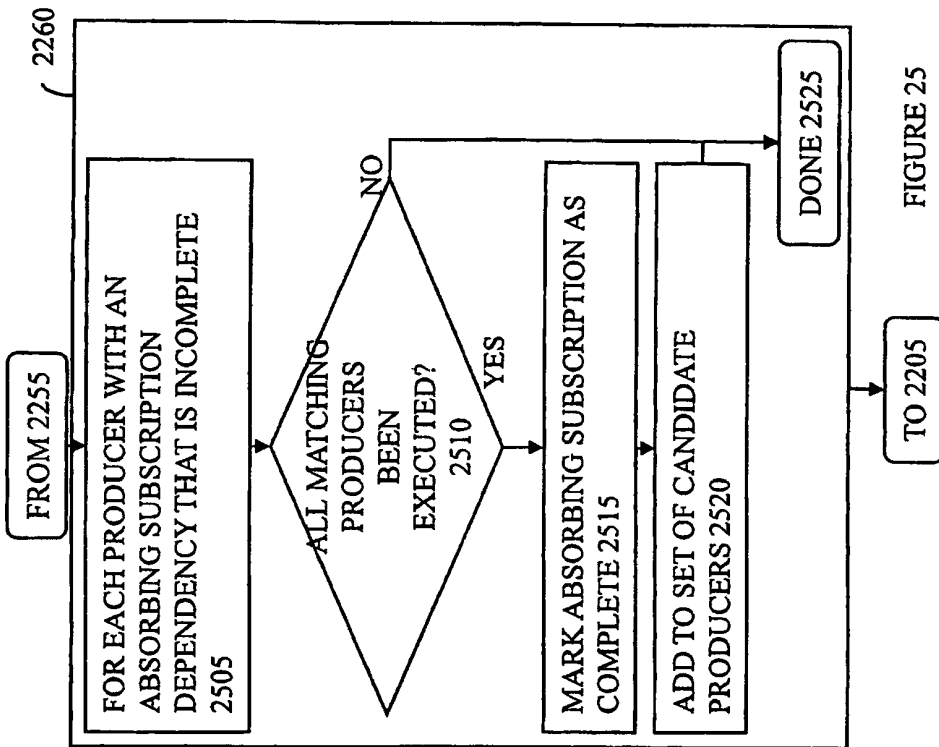 2260
FROM 2255
FOR EACH PRODUCER WITH AN
ABSORBING SUBSCRIPTION
DEPENDENCY THAT IS INCOMPLETE
2505
ALL MATCHING
PRODUCERS
BEEN
EXECUTED?
2510
NO
YES
MARK ABSORBING SUBSCRIPTION AS
COMPLETE 2515
ADD TO SET OF CANDIDATE
PRODUCERS 2520
DONE 2525
TO 2205
FIGURE 25